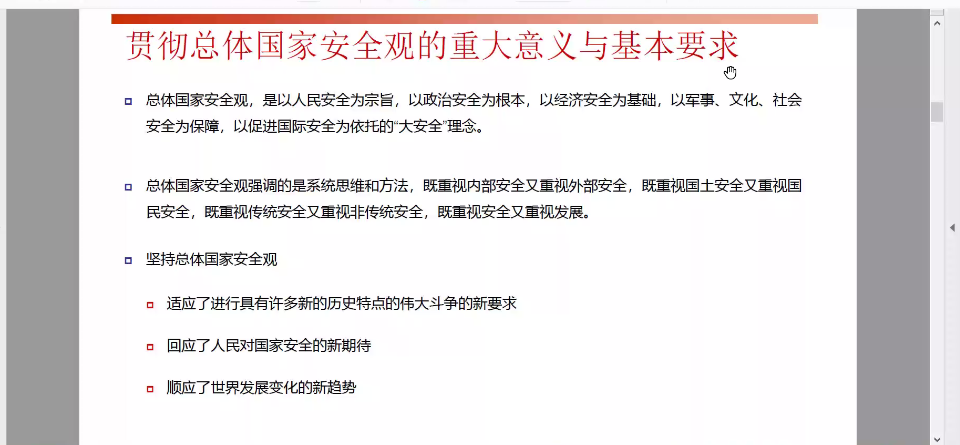 贯彻总体国家安全观的重大意义与基本要求
总体国家安全观，是以人民安全为宗旨，以政治安全为根本，以经济安全为基础，以军事、文化、社会
安全为保障，以促进国际安全为依托的“大安全”理念。
总体国家安全观强调的是系统思维和方法，既重视内部安全又重视外部安全，既重视国土安全又重视国
民安全，既重视传统安全又重视非传统安全，既重视安全又重视发展。
坚持总体国家安全观
适应了进行具有许多新的历史特点的伟大斗争的新要求
回应了人民对国家安全的新期待
顺应了世界发展变化的新趋势